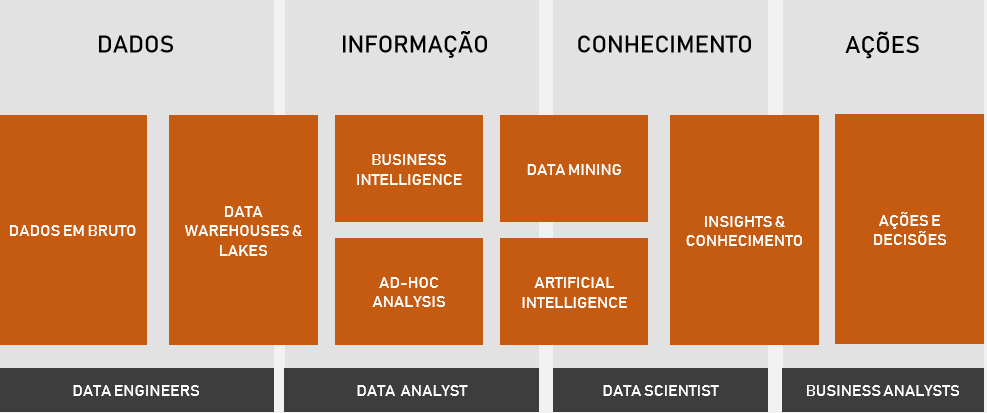 DADOS
INFORMAÇÃO
CONHECIMENTO
AÇÕES
DADOS EM BRUTO
DATA
WAREHOUSES &
LAKES
BUSINESS
INTELLIGENCE
DATA MINING
AD-HOC
ANALYSIS
ARTIFICIAL
INTELLIGENCE
INSIGHTS &
CONHECIMENTO
AÇÕES E
DECISÕES
DATA ENGINEERS
DATA ANALYST
DATA SCIENTIST
BUSINESS ANALYSTS